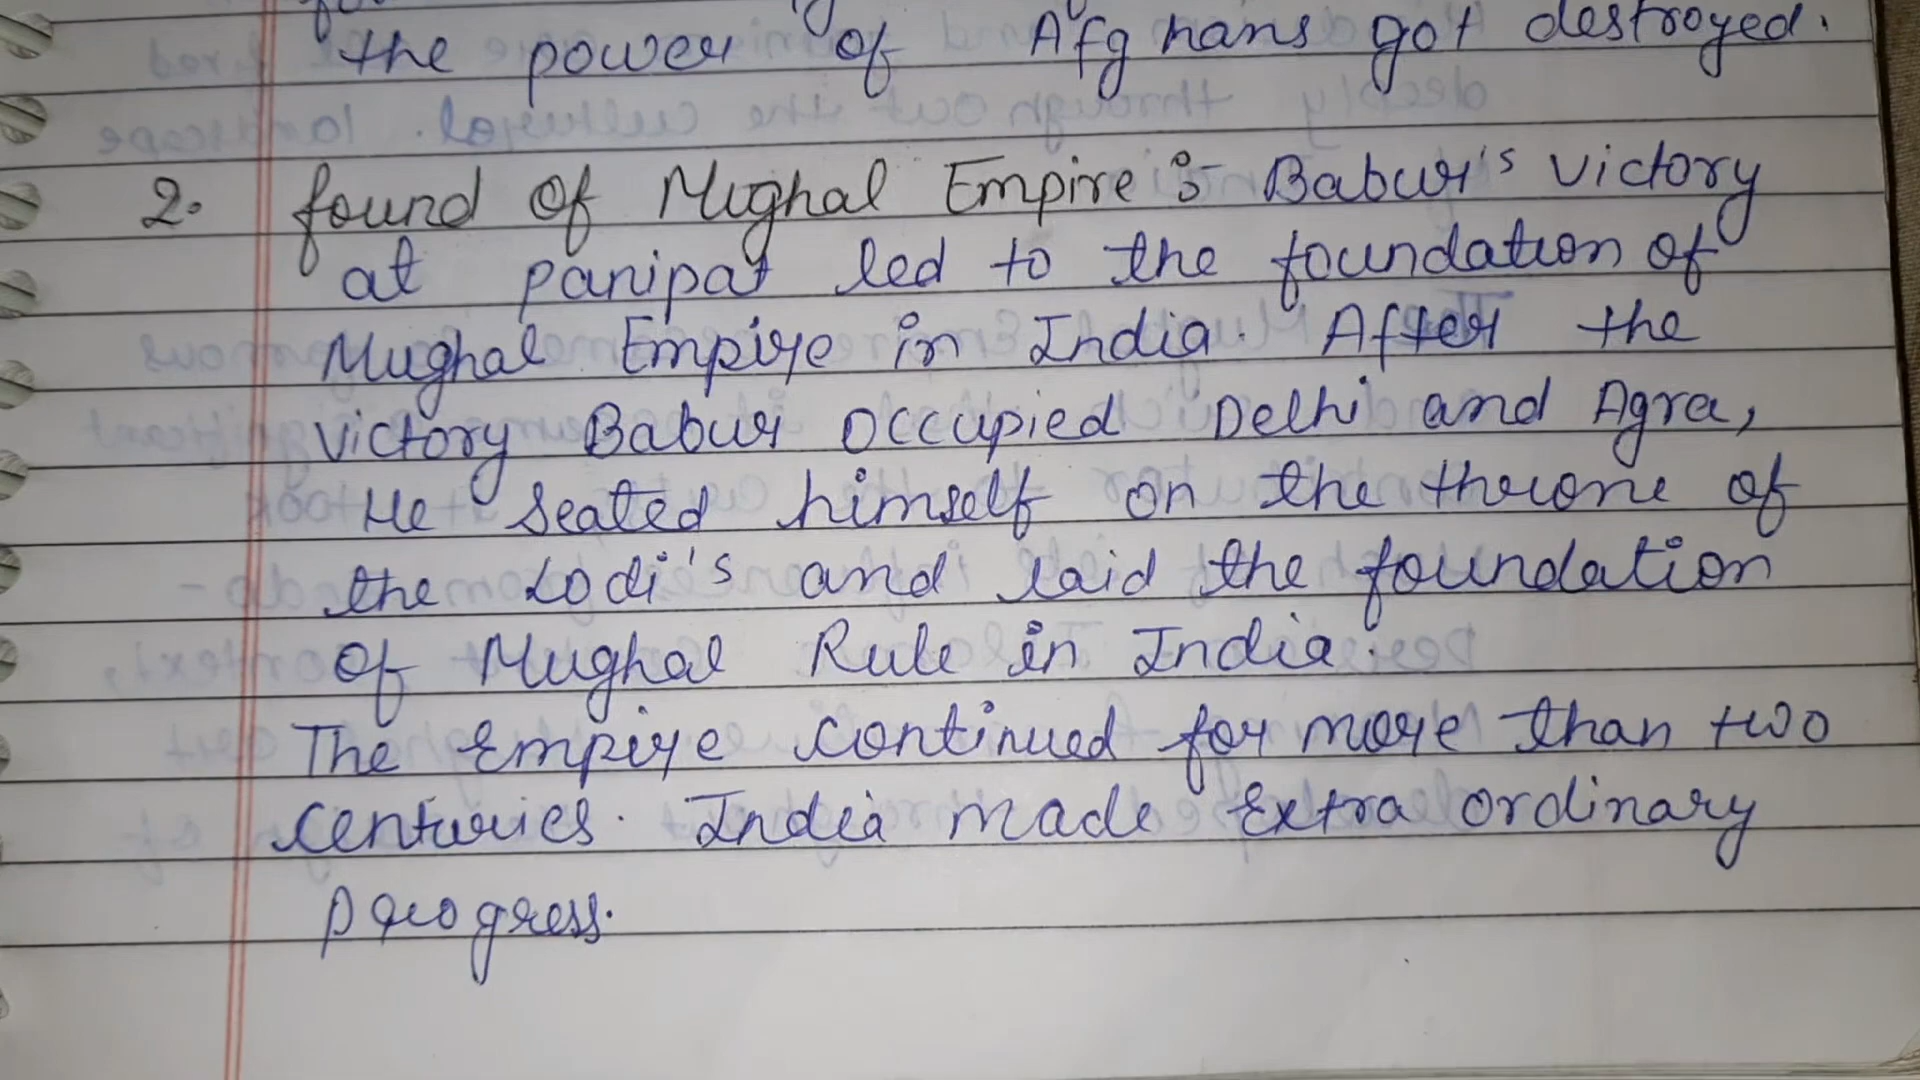 the power of Afghans got destroyed.
2. found of Mughal Empire :- Babur's victory
at panipat led to the foundation of
Mughal Empire in India. After the
victory Babur occupied Delhi and Agra,
He seated himself on the throne of
the Lodi's and laid the foundation
of Mughal Rule in India.
The Empire continued for more than two
centuries. India made Extra ordinary
progress.